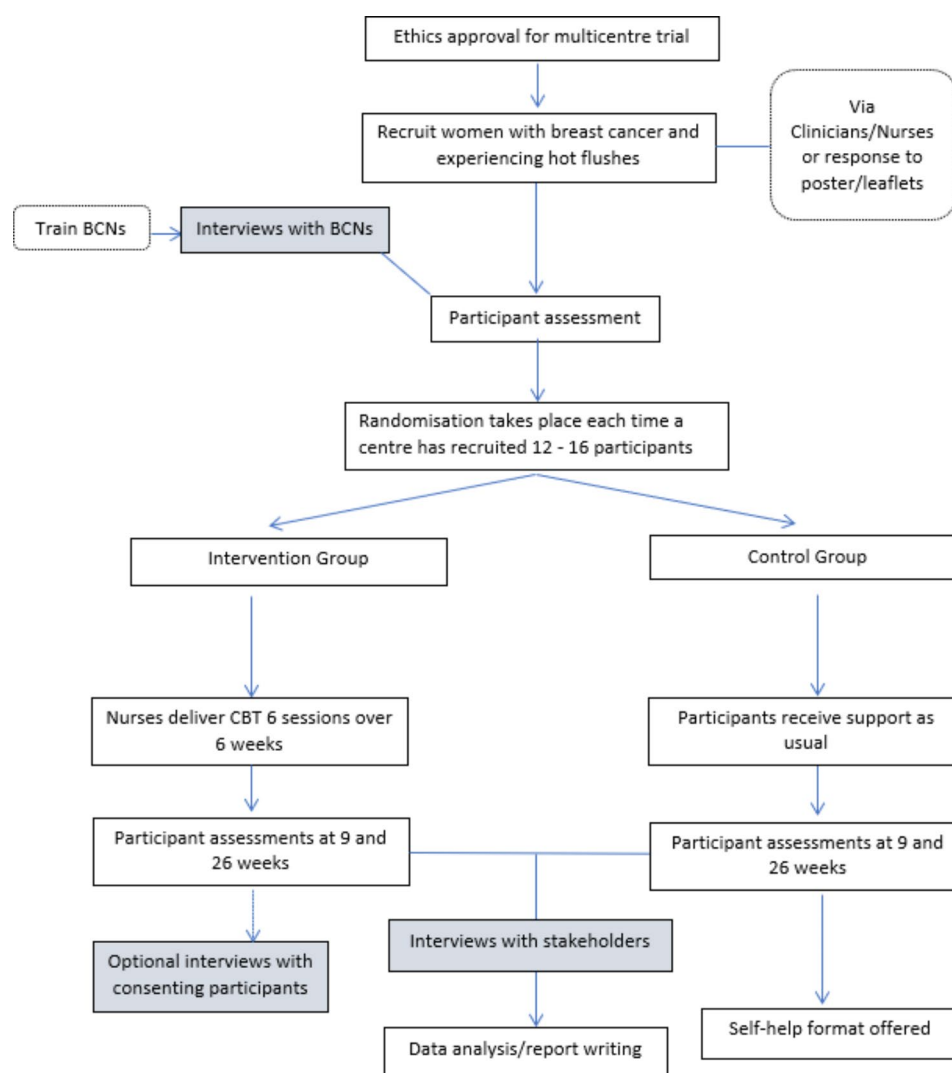 Ethics approval for multicentre trial
Recruit women with breast cancer and
experiencing hot flushes
Via
Clinicians/Nurses
or response to
poster/leaflets
Train BCNs
Interviews with BCNs
Participant assessment
Randomisation takes place each time a
centre has recruited 12 - 16 participants
Intervention Group
Control Group
Nurses deliver CBT 6 sessions over
6 weeks
Participants receive support as
usual
Participant assessments at 9 and
26 weeks
Participant assessments at 9 and
26 weeks
Optional interviews with
consenting participants
Interviews with stakeholders
Self-help format offered
Data analysis/report writing